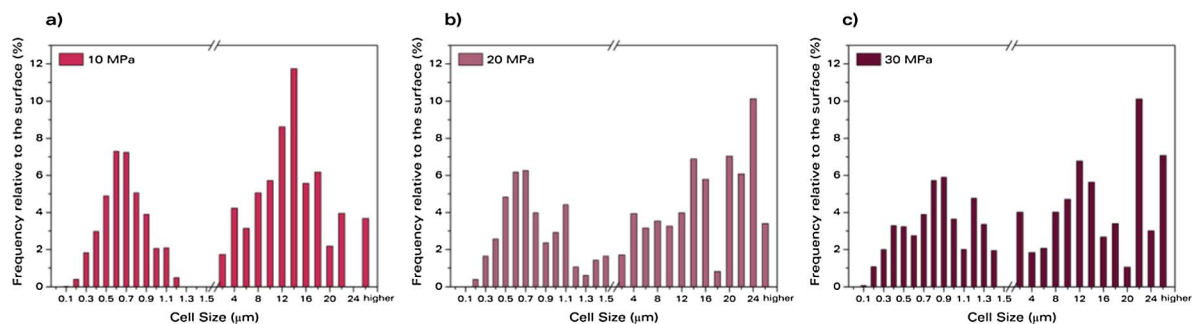 a)
Frequency relative to the surface (%)
12
10
8
6
4
2
0
10 MPa
0.1 0.3 0.5 0.7 0.9 1.1 1.3 1.5 4 8 12 16 20 24 higher
Cell Size (μm)
b)
Frequency relative to the surface (%)
12
10
8
6
4
2
0
20 MPa
0.1 0.3 0.5 0.7 0.9 1.1 1.3 1.5 4 8 12 16 20 24 higher
Cell Size (μm)
c)
Frequency relative to the surface (%)
12
10
8
6
4
2
0
30 MPa
0.1 0.3 0.5 0.7 0.9 1.1 1.3 4 8 12 16 20 24 higher
Cell Size (μm)